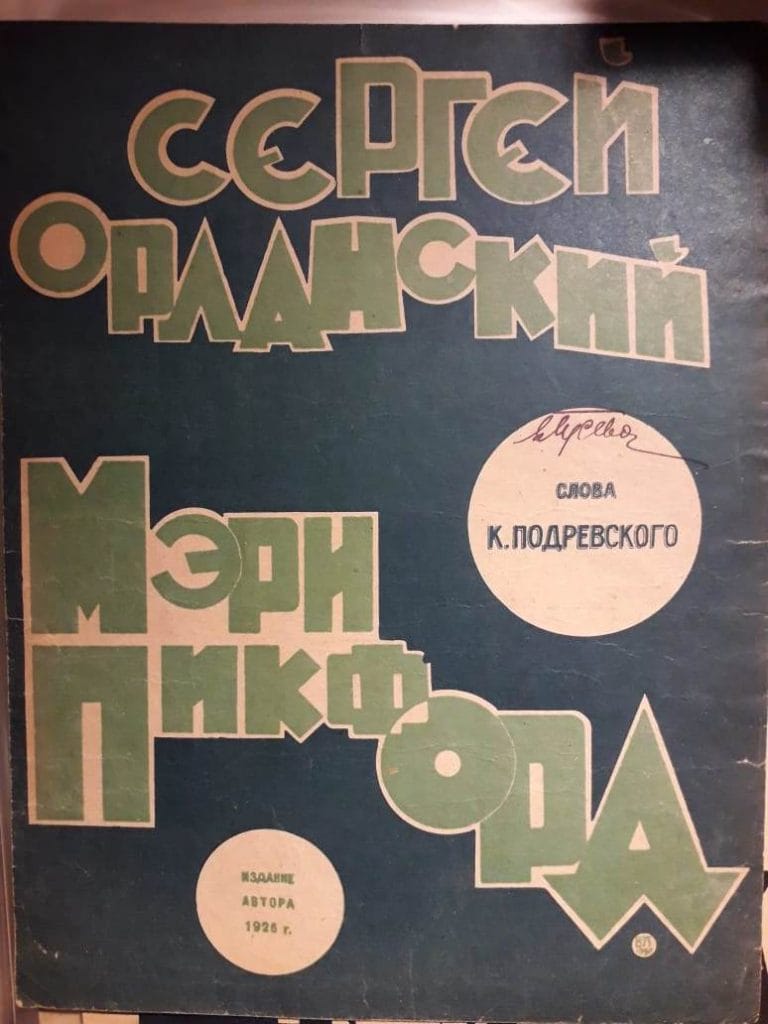 СЕРГЕЙ
ОРЛАНСКИЙ
СЛОВА
К. ПОДРЕВСКОГО
МЭРИ
ПИКФОРД
ИЗДАНИЕ
АВТОРА
1926 г.